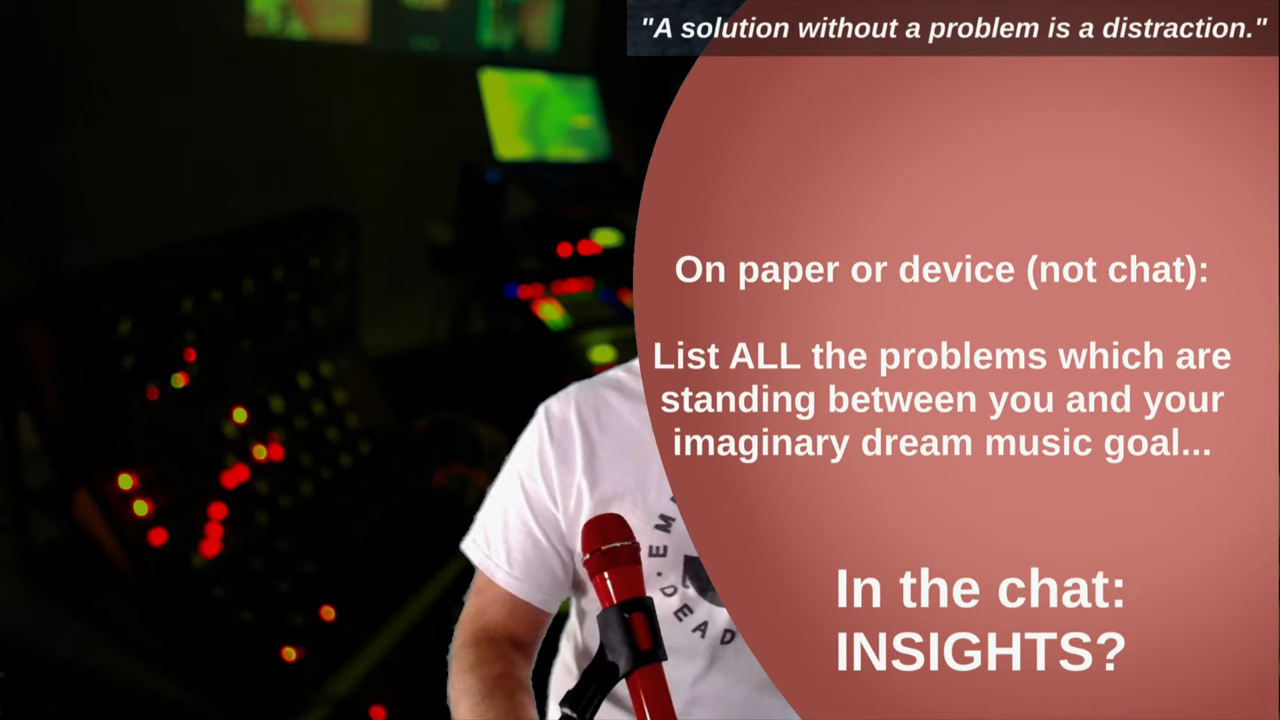 "A solution without a problem is a distraction."
On paper or device (not chat):
List ALL the problems which are
standing between you and your
imaginary dream music goal...
In the chat:
INSIGHTS?
DEAD